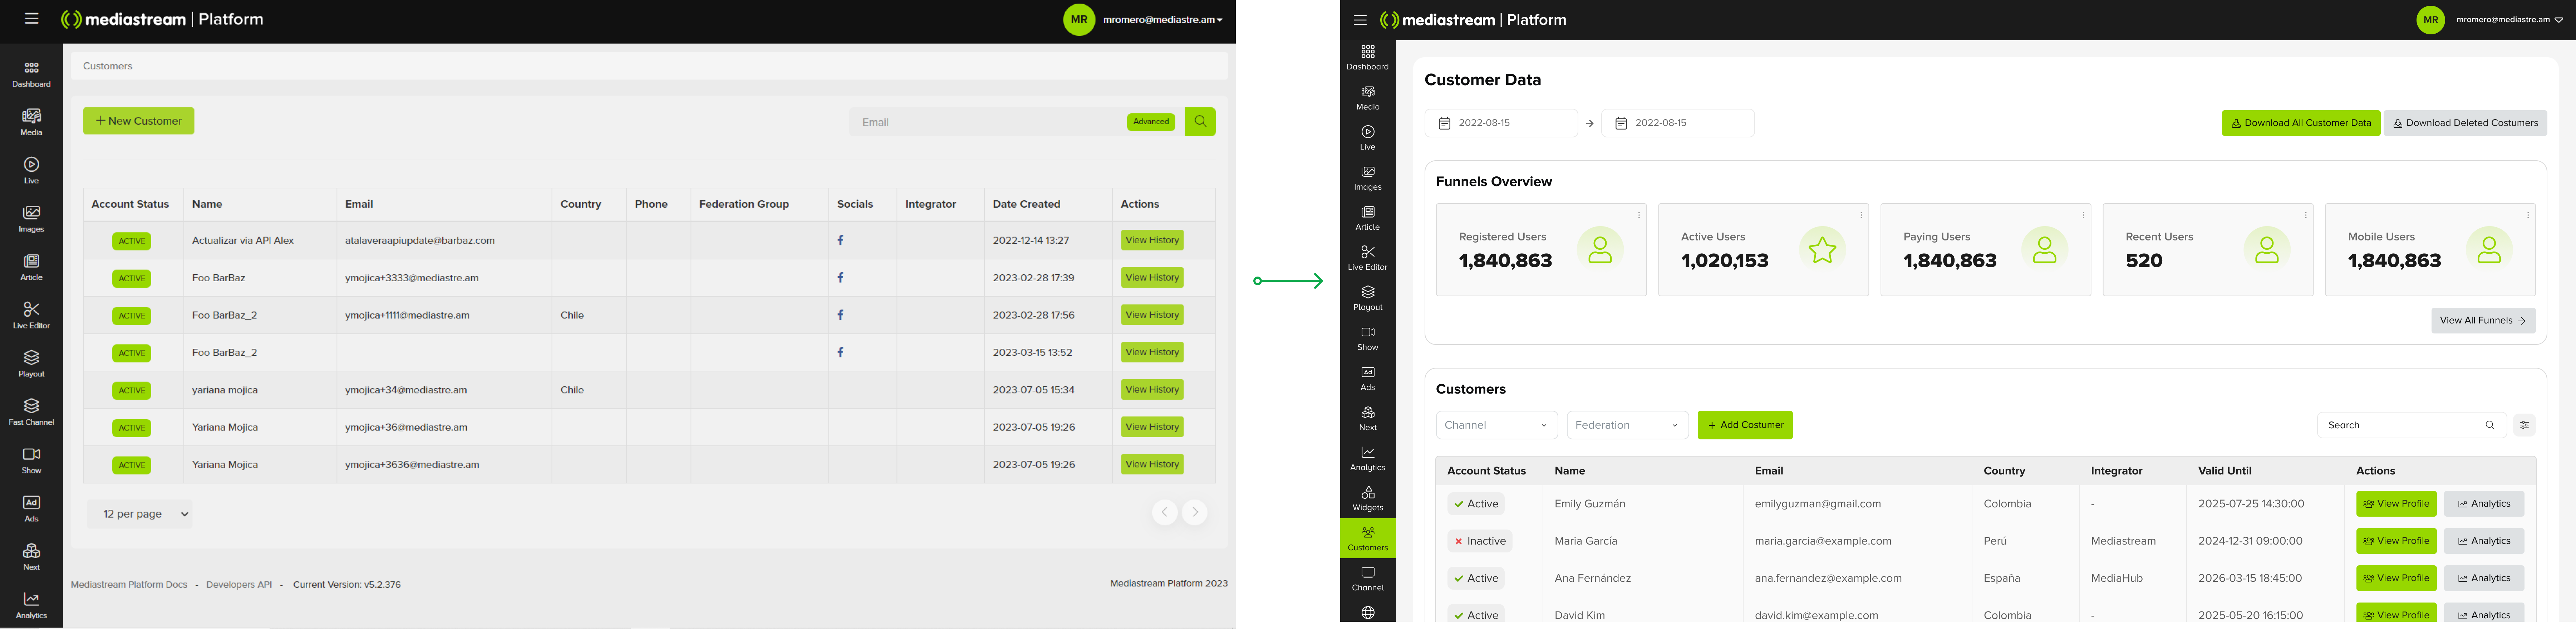 mediastream | Platform
MR mromero@mediastre.am
Dashboard
Media
Live
Images
Article
Live Editor
Playout
Fast Channel
Show
Ad
Ads
Next
Analytics
Customers
+ New Customer
Email Advanced
Account Status Name Email Country Phone Federation Group Socials Integrator Date Created Actions
ACTIVE Actualizar via API Alex atalaveraapiupdate@barbaz.com f 2022-12-14 13:27 View History
ACTIVE Foo BarBaz ymojica+3333@mediastre.am f 2023-02-28 17:39 View History
ACTIVE Foo BarBaz_2 ymojica+1111@mediastre.am Chile f 2023-02-28 17:56 View History
ACTIVE Foo BarBaz_2 f 2023-03-15 13:52 View History
ACTIVE yariana mojica ymojica+34@mediastre.am Chile 2023-07-05 15:34 View History
ACTIVE Yariana Mojica ymojica+36@mediastre.am 2023-07-05 19:26 View History
ACTIVE Yariana Mojica ymojica+3636@mediastre.am 2023-07-05 19:26 View History
12 per page
Mediastream Platform Docs - Developers API - Current Version: v5.2.376 Mediastream Platform 2023
mediastream | Platform
MR mromero@mediastre.am
Dashboard
Media
Live
Images
Article
Live Editor
Playout
Show
Ad
Ads
Next
Analytics
Widgets
Customers
Channel
Customer Data
2022-08-15 → 2022-08-15 Download All Customer Data Download Deleted Costumers
Funnels Overview
Registered Users
1,840,863
Active Users
1,020,153
Paying Users
1,840,863
Recent Users
520
Mobile Users
1,840,863
View All Funnels →
Customers
Channel Federation + Add Costumer Search
Account Status Name Email Country Integrator Valid Until Actions
Active Emily Guzmán emilyguzman@gmail.com Colombia - 2025-07-25 14:30:00 View Profile Analytics
Inactive Maria García maria.garcia@example.com Perú Mediastream 2024-12-31 09:00:00 View Profile Analytics
Active Ana Fernández ana.fernandez@example.com España MediaHub 2026-03-15 18:45:00 View Profile Analytics
Active David Kim david.kim@example.com Colombia - 2025-05-20 16:15:00 View Profile Analytics